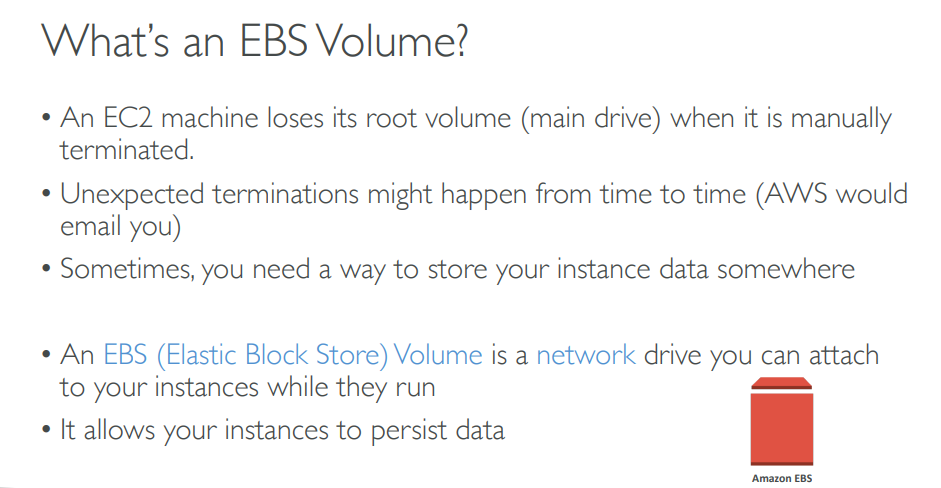 What's an EBS Volume?
• An EC2 machine loses its root volume (main drive) when it is manually
terminated.
• Unexpected terminations might happen from time to time (AWS would
email you)
• Sometimes, you need a way to store your instance data somewhere
• An EBS (Elastic Block Store) Volume is a network drive you can attach
to your instances while they run
• It allows your instances to persist data
Amazon EBS